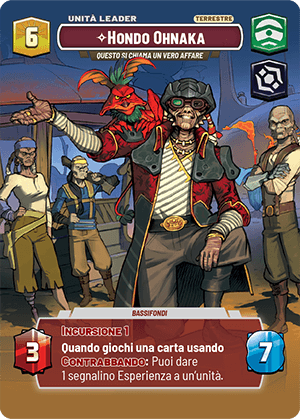 UNITÀ LEADER
TERRESTRE
6
✧HONDO OHNAKA
QUESTO SI CHIAMA UN VERO AFFARE
BASSIFONDI
INCURSIONE 1
Quando giochi una carta usando
CONTRABBANDO: Puoi dare
1 segnalino Esperienza a un'unità.
3
7